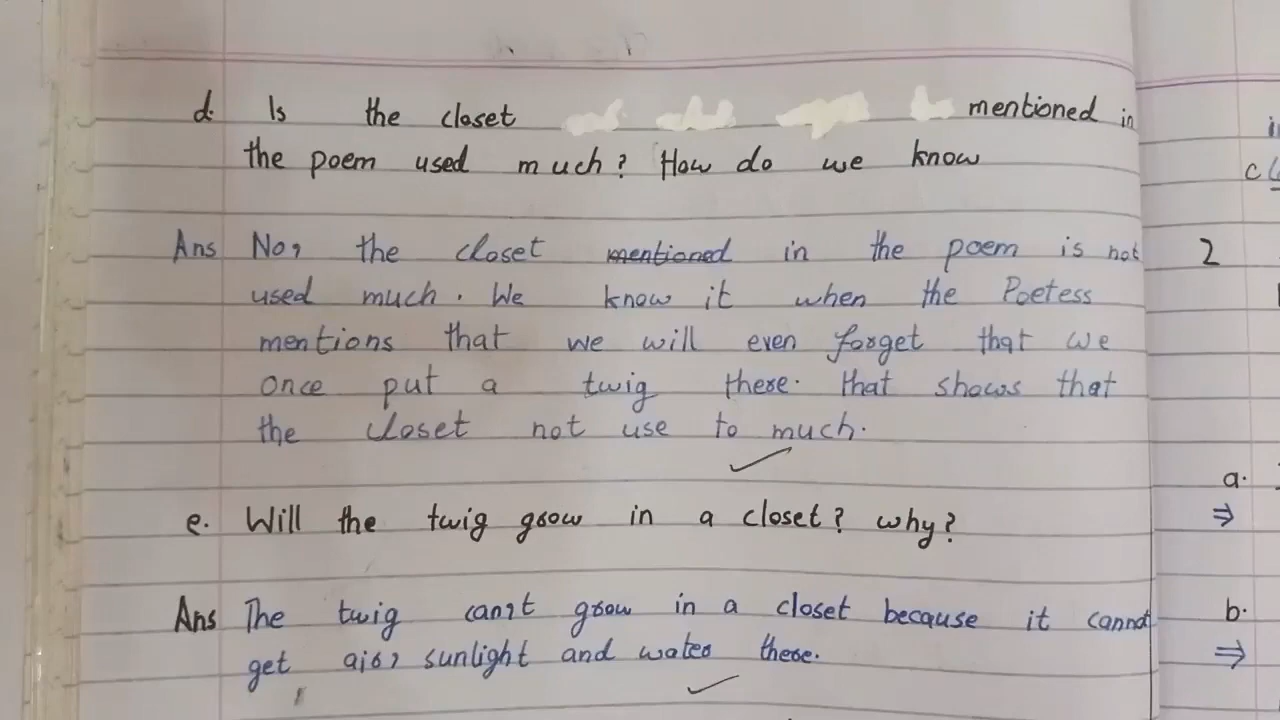 d. Is the closet mentioned in
the poem used much? How do we know
Ans No, the closet mentioned in the poem is not
used much. We know it when the Poetess
mentions that we will even forget that we
once put a twig there. that shows that
the closet not use to much.
e. Will the twig grow in a closet? why?
Ans The twig can't grow in a closet because it cannot
get air, sunlight and water there.
2
a.
⇒
b.
⇒